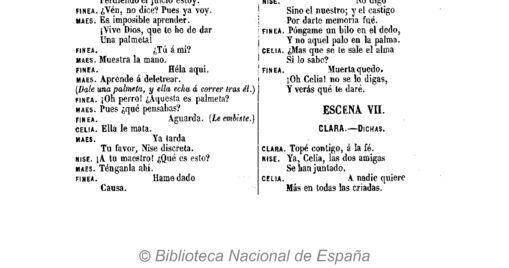 Perdiendo el juicio estoy.
FINEA. ¿Vén, no dice? Pues ya voy.
MAES. Es imposible aprender.
¡Vive Dios, que te he de dar
Una palmeta!
FINEA. ¿Tú á mí?
MAES. Muestra la mano.
FINEA. Héla aquí.
MAES. Aprende á deletrear.
(Dale una palmeta, y ella echa á correr tras él.)
FINEA. ¡Oh perro! ¿Aquesta es palmeta?
MAES. Pues ¿qué pensabas?
FINEA. Aguarda. (Le embiste.)
CELIA. Ella le mata.
MAES. Ya tarda
Tu favor, Nise discreta.
NISE. ¡A tu maestro! ¿Qué es esto?
MAES. Ténganla ahí.
FINEA. Hame dado
Causa.
NISE. No digo
Sino el nuestro; y el castigo
Por darte memoria fué.
FINEA. Póngame un hilo en el dedo,
Y no aquel palo en la palma.
CELIA. ¿Mas que se te sale el alma
Si lo sabe?
FINEA. Muerta quedo.
¡Oh Celia! no se lo digas,
Y verás qué te daré.
ESCENA VII.
CLARA.—DICHAS.
CLARA. Topé contigo, á la fé.
NISE. Ya, Celia, las dos amigas
Se han juntado.
CELIA. A nadie quiere
Más en todas las criadas.
© Biblioteca Nacional de España